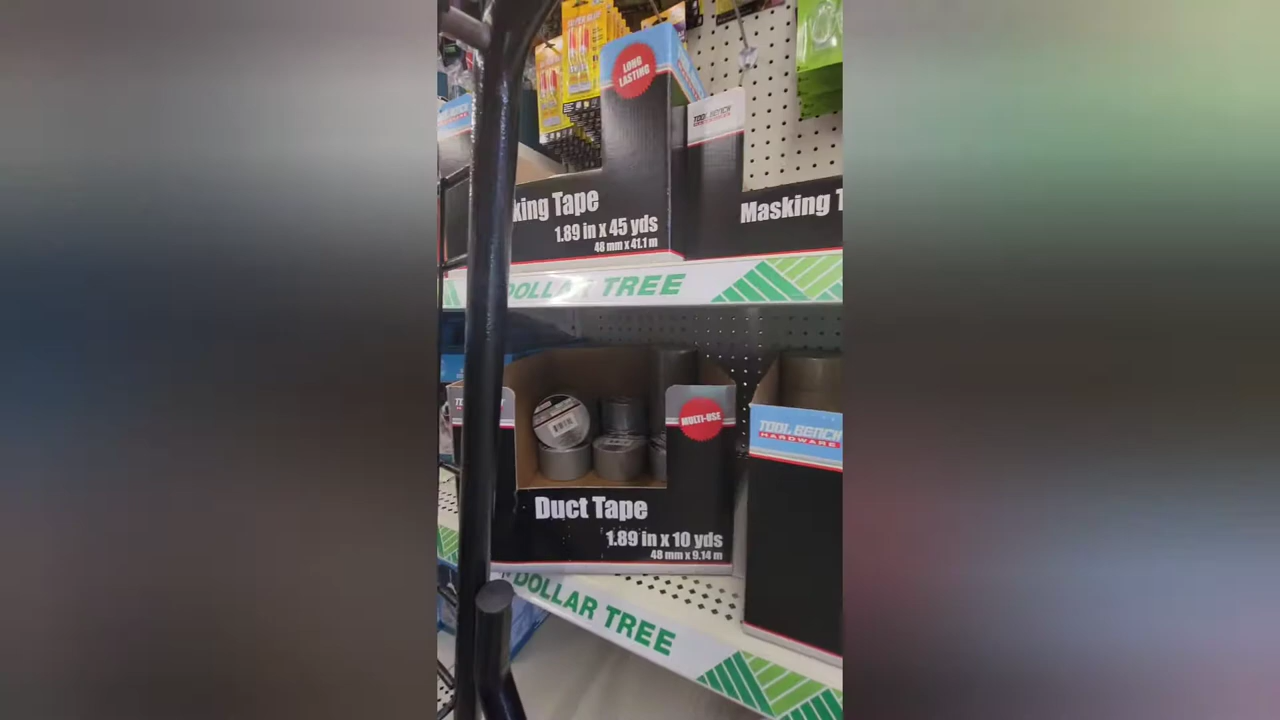 LONG
LASTING
TOOL BENCH
king Tape
1.89 in x 45 yds
48 mm x 41.1 m
Masking T
DOLLAR TREE
MULTI-USE
TOOL BENCH
HARDWARE
Duct Tape
1.89 in x 10 yds
48 mm x 9.14 m
DOLLAR TREE